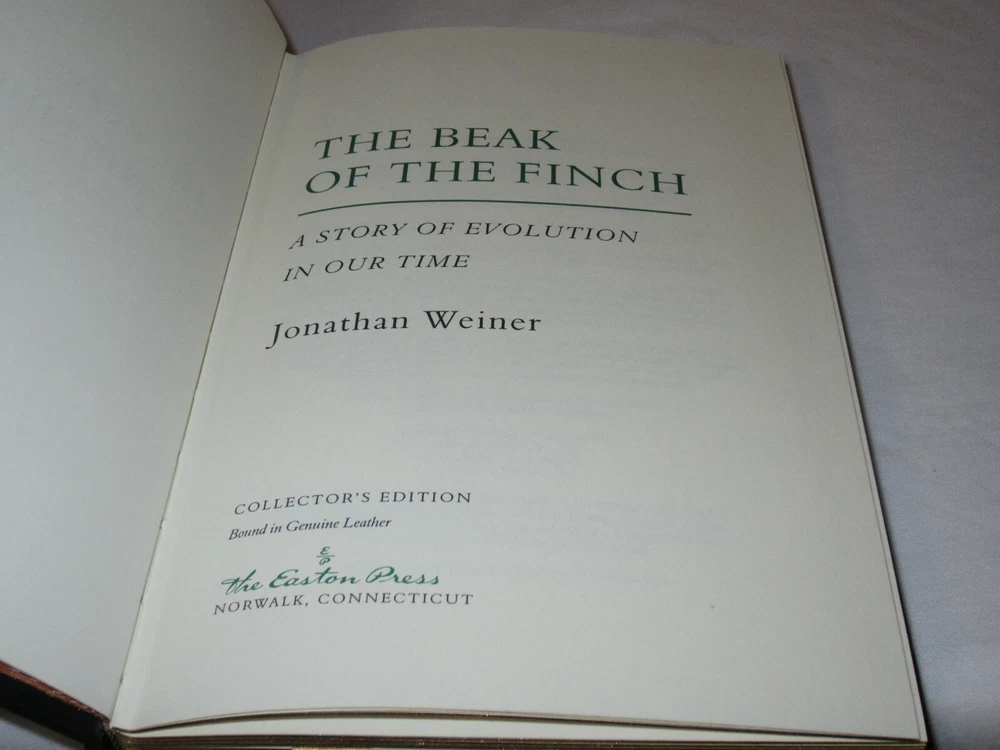 THE BEAK
OF THE FINCH
A STORY OF EVOLUTION
IN OUR TIME
Jonathan Weiner
COLLECTOR'S EDITION
Bound in Genuine Leather
EP
the Easton Press
NORWALK, CONNECTICUT